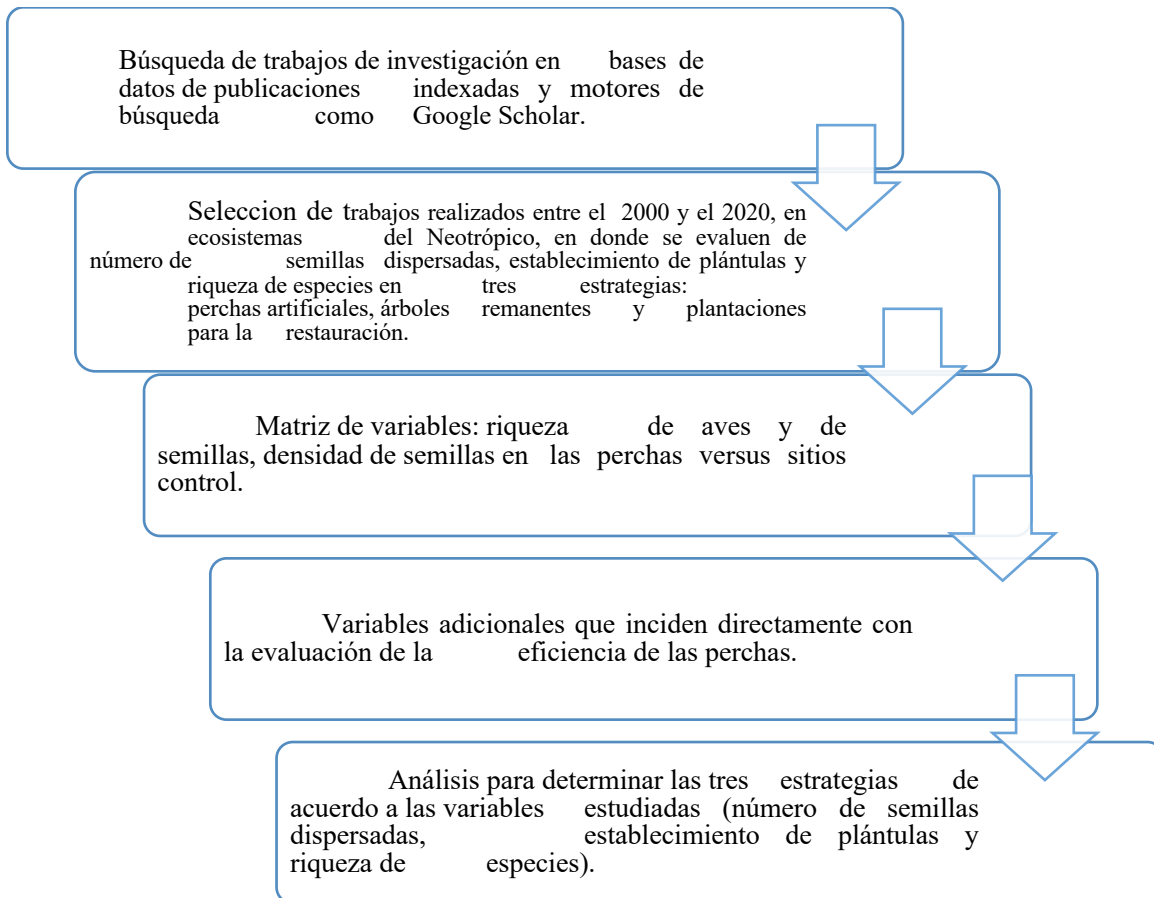 Búsqueda de trabajos de investigación en bases de
datos de publicaciones indexadas y motores de
búsqueda como Google Scholar.
Seleccion de trabajos realizados entre el 2000 y el 2020, en
ecosistemas del Neotrópico, en donde se evaluen de
número de semillas dispersadas, establecimiento de plántulas y
riqueza de especies en tres estrategias:
perchas artificiales, árboles remanentes y plantaciones
para la restauración.
Matriz de variables: riqueza de aves y de
semillas, densidad de semillas en las perchas versus sitios
control.
Variables adicionales que inciden directamente con
la evaluación de la eficiencia de las perchas.
Análisis para determinar las tres estrategias de
acuerdo a las variables estudiadas (número de semillas
dispersadas, establecimiento de plántulas y
riqueza de especies).